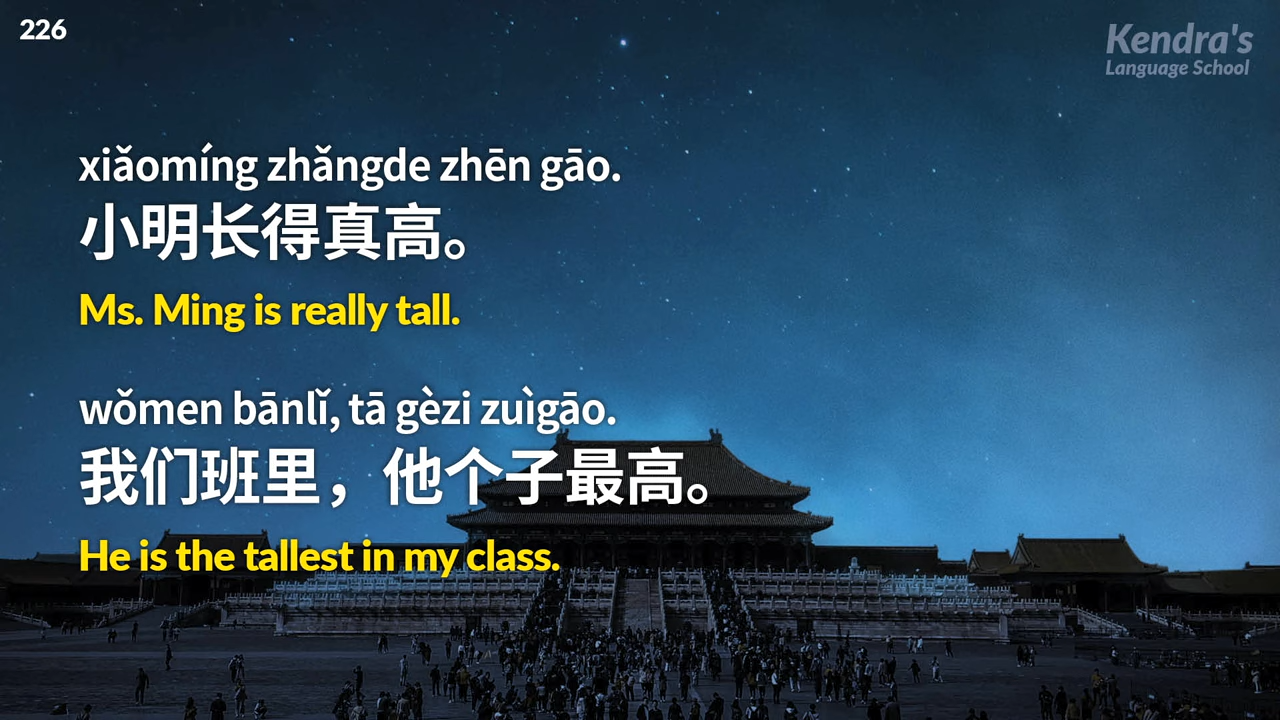 226
Kendra's
Language School
xiǎomíng zhǎngde zhēn gāo.
小明长得真高。
Ms. Ming is really tall.
wǒmen bānlǐ, tā gèzi zuìgāo.
我们班里，他个子最高。
He is the tallest in my class.